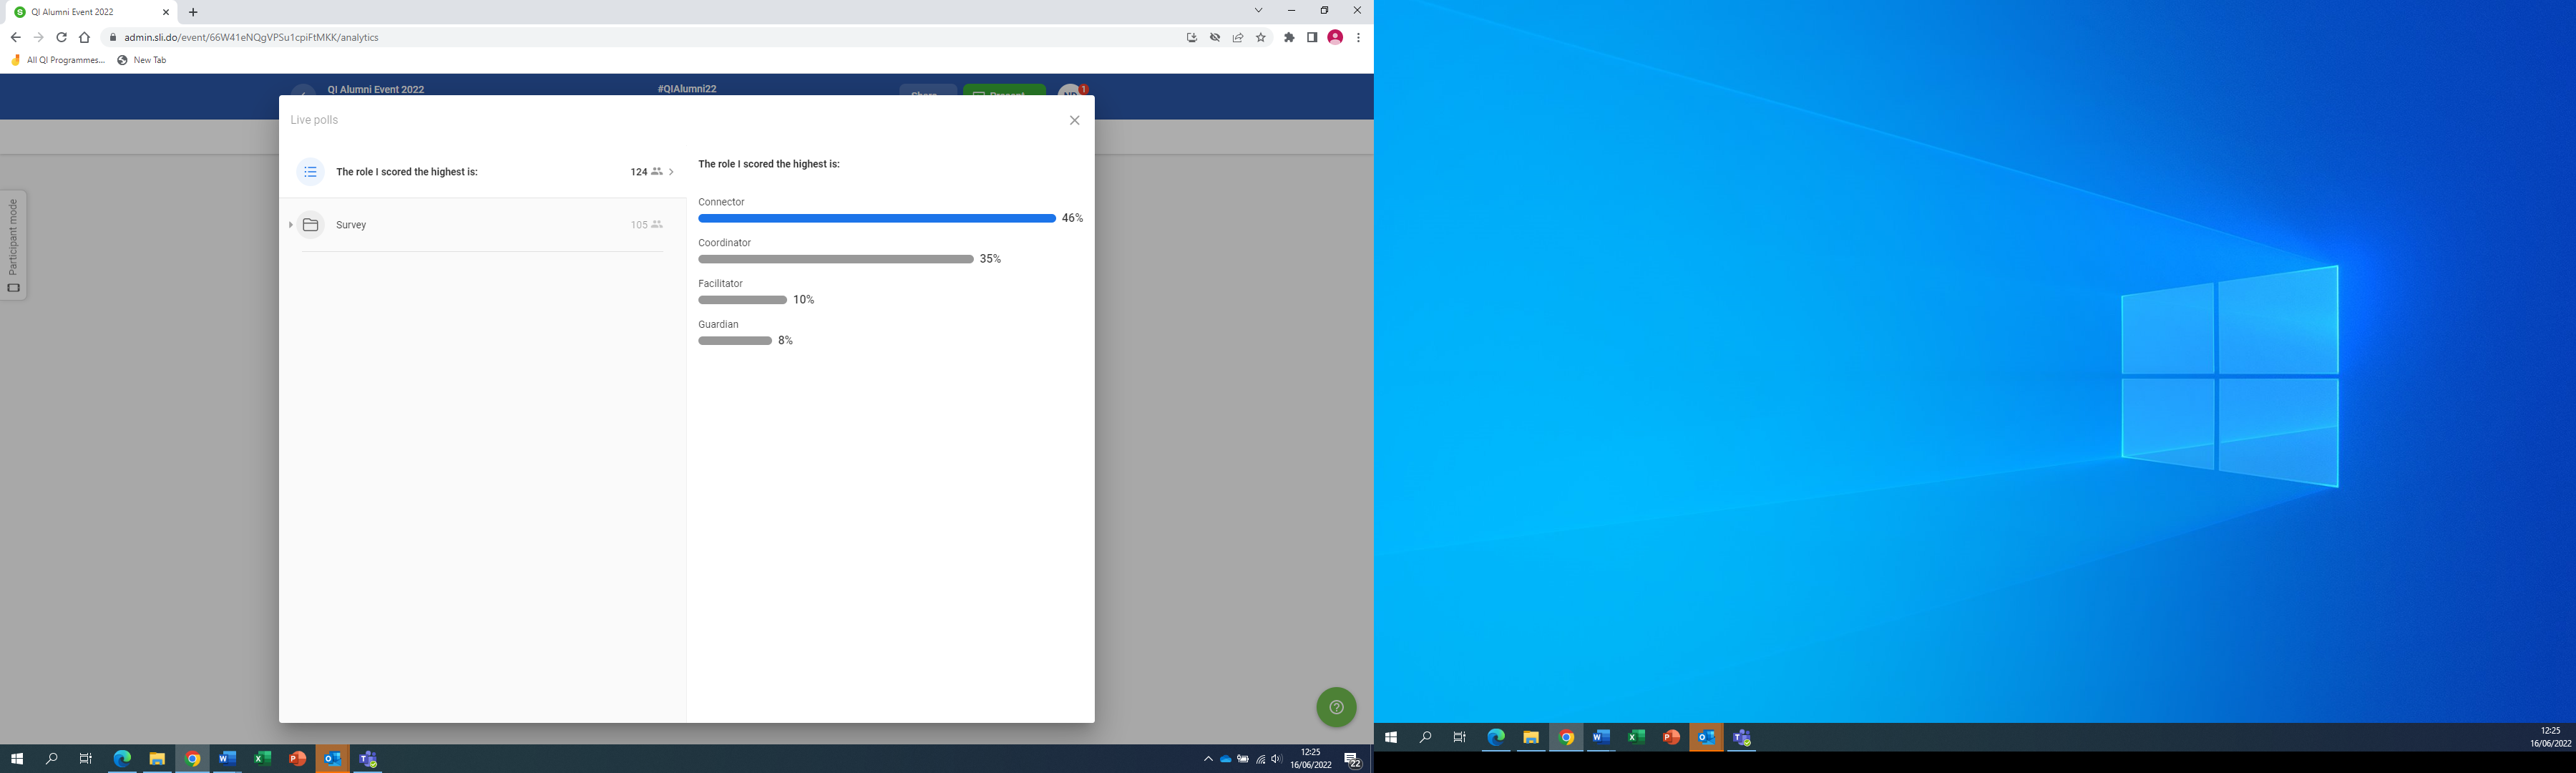 QI Alumni Event 2022
admin.sli.do/event/66W41eNQgVPSu1cpiFtMKK/analytics
All QI Programmes...
New Tab
QI Alumni Event 2022
#QIAlumni22
1
Participant mode
Live polls
The role I scored the highest is:
124
Survey
105
The role I scored the highest is:
Connector
46%
Coordinator
35%
Facilitator
10%
Guardian
8%
12:25
16/06/2022
22
12:25
16/06/2022